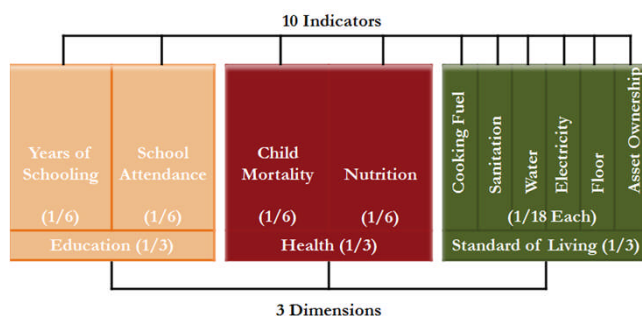 10 Indicators
Years of
Schooling
(1/6)
School
Attendance
(1/6)
Education (1/3)
Child
Mortality
(1/6)
Nutrition
(1/6)
Health (1/3)
Cooking Fuel
Sanitation
Water
Electricity
Floor
Asset Ownership
(1/18 Each)
Standard of Living (1/3)
3 Dimensions